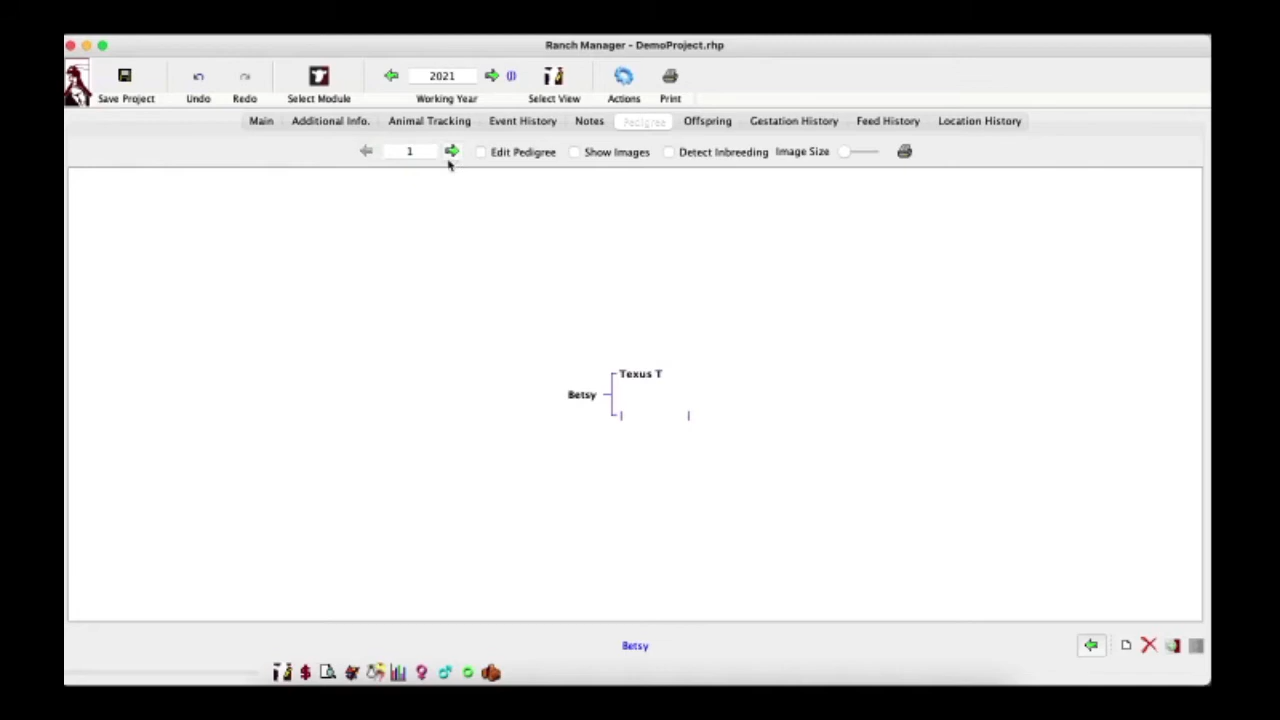 Ranch Manager - DemoProject.rhp
2021
Save Project Undo Redo Select Module Working Year Select View Actions Print
Main Additional Info. Animal Tracking Event History Notes Pedigree Offspring Gestation History Feed History Location History
1 Edit Pedigree Show Images Detect Inbreeding Image Size
Texus T
Betsy
Betsy